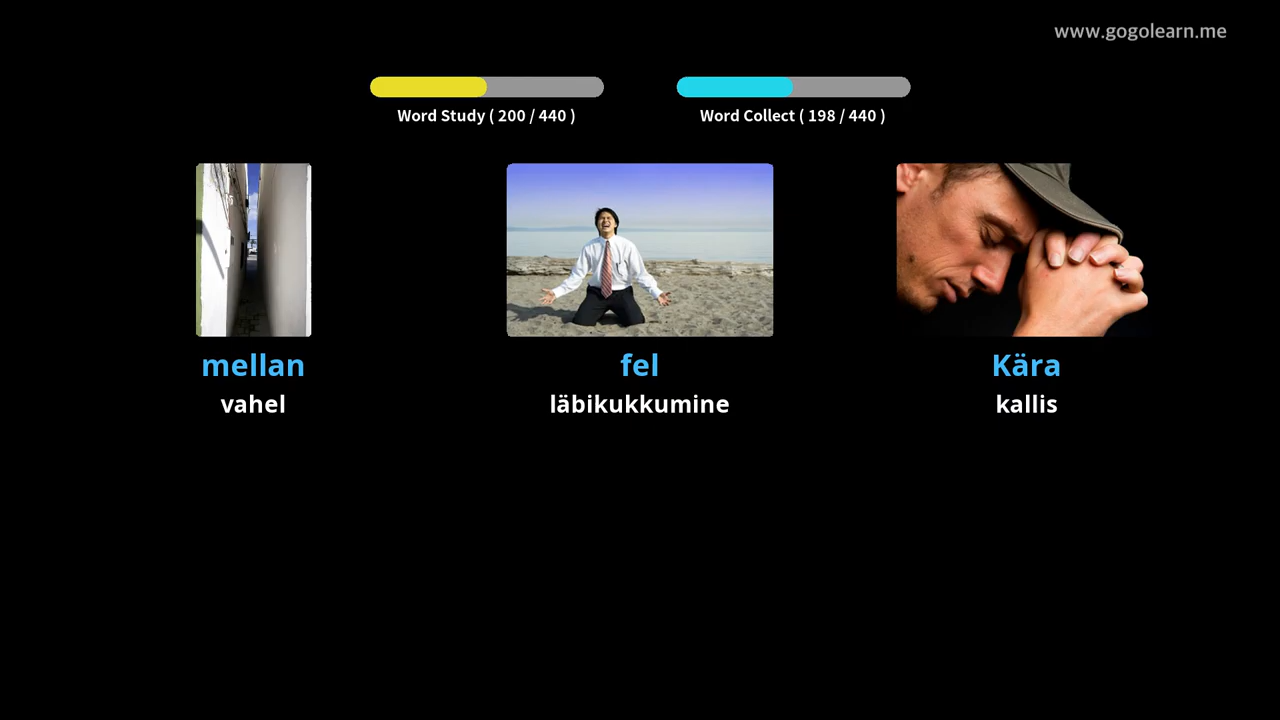 www.gogolearn.me
Word Study ( 200 / 440 )
Word Collect ( 198 / 440 )
mellan
fel
Kära
vahel
läbikukkumine
kallis